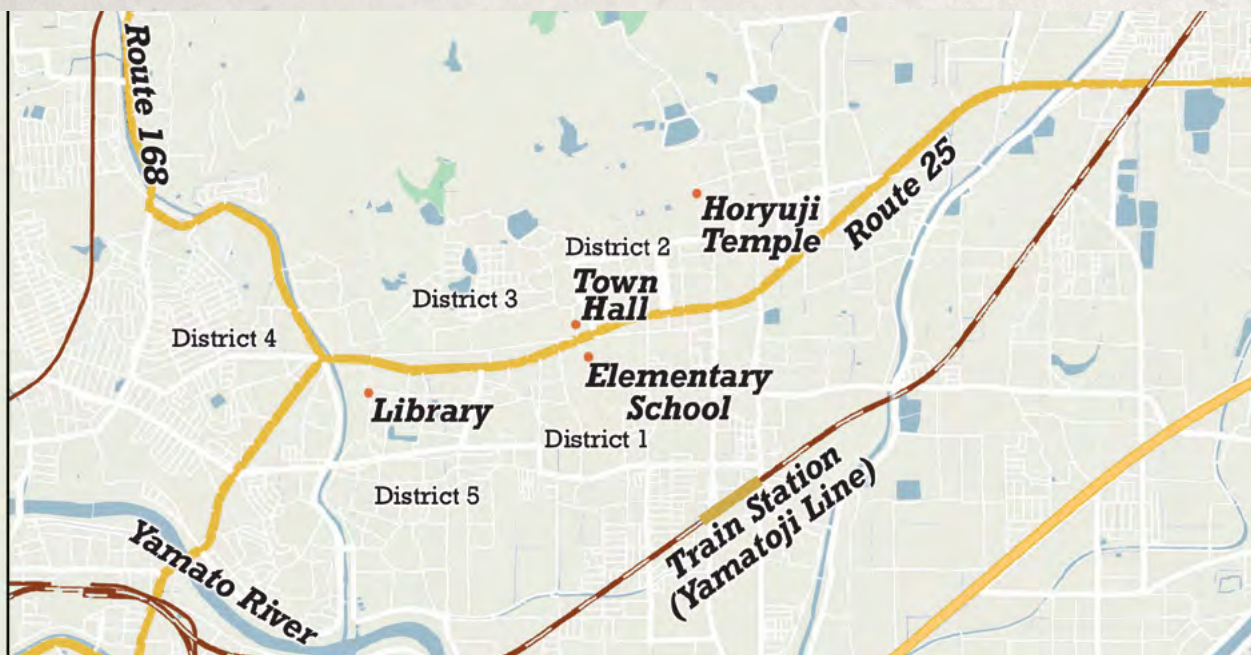 Route 168
Horyuji
Temple
Route 25
District 2
Town
Hall
District 3
District 4
Elementary
School
Library
District 1
District 5
Train Station
(Yamatoji Line)
Yamato River